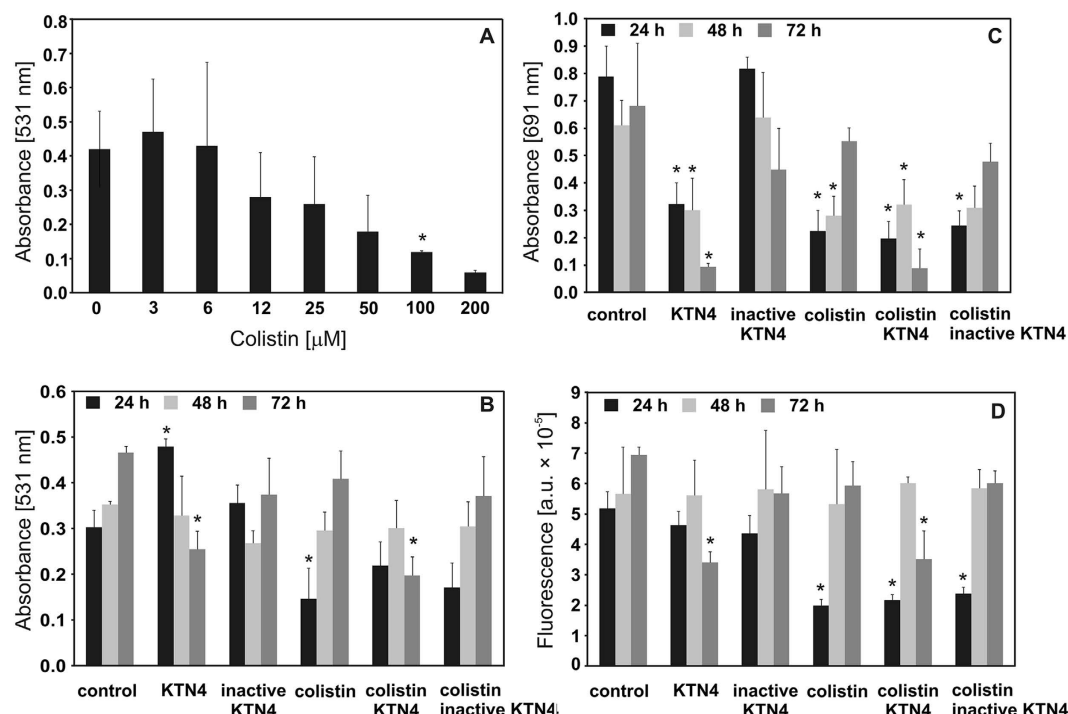 A
Absorbance [531 nm]
0.8
0.7
0.6
0.5
0.4
0.3
0.2
0.1
0.0
*
0 3 6 12 25 50 100 200
Colistin [μM]
24 h 48 h 72 h
C
Absorbance [691 nm]
1.0
0.9
0.8
0.7
0.6
0.5
0.4
0.3
0.2
0.1
0.0
* * * * * * * * *
control KTN4 inactive colistin colistin colistin
KTN4 KTN4 inactive KTN4
24 h 48 h 72 h
B
Absorbance [531 nm]
0.6
0.5
0.4
0.3
0.2
0.1
0.0
* * * *
control KTN4 inactive colistin colistin colistin
KTN4 KTN4 inactive KTN4
24 h 48 h 72 h
D
Fluorescence [a.u. × 10⁻⁵]
9
8
7
6
5
4
3
2
1
0
* * * * *
control KTN4 inactive colistin colistin colistin
KTN4 KTN4 inactive KTN4